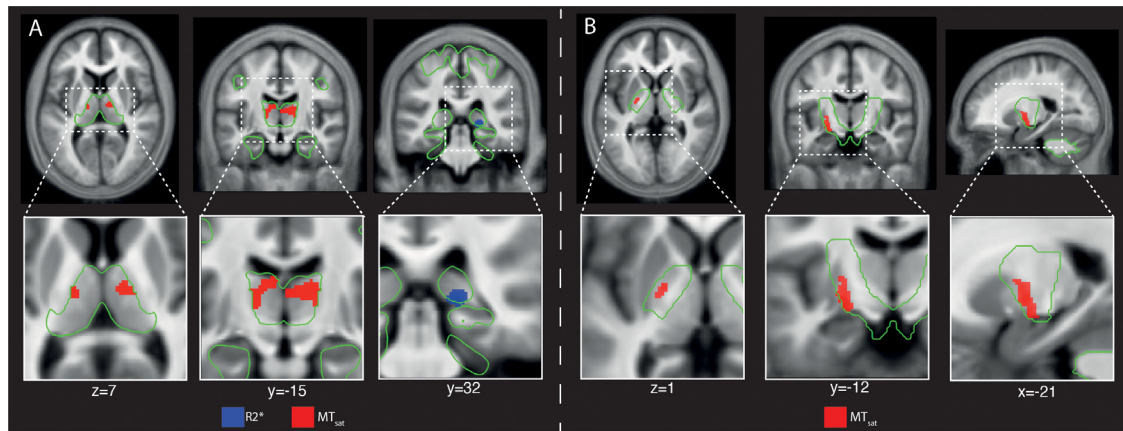 A
B
z=7
y=-15
y=32
z=1
y=-12
x=-21
R2*
MTsat
MTsat